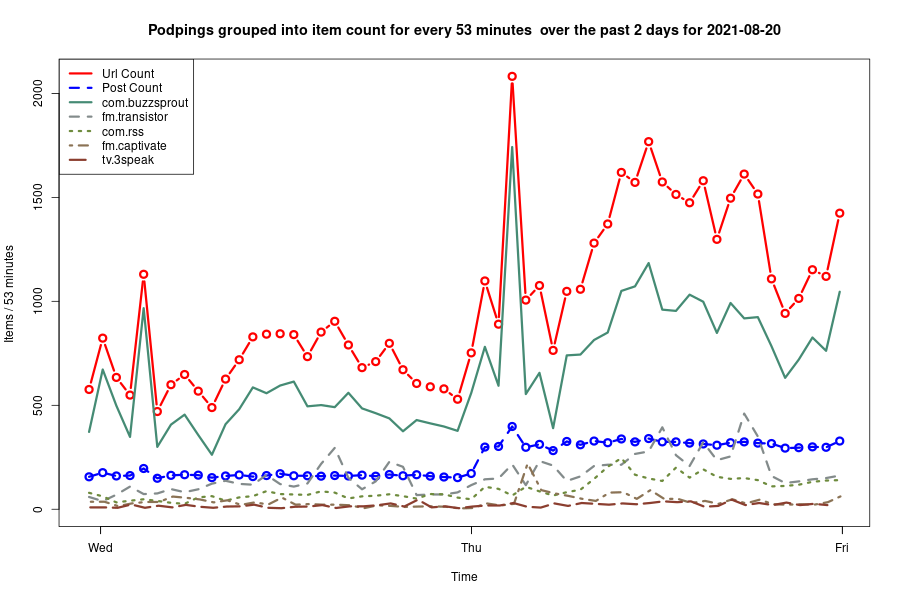 Podpings grouped into item count for every 53 minutes  over the past 2 days for 2021-08-20
Url Count
Post Count
com.buzzsprout
fm.transistor
com.rss
fm.captivate
tv.3speak
Items / 53 minutes
2000
1500
1000
500
0
Wed
Thu
Fri
Time